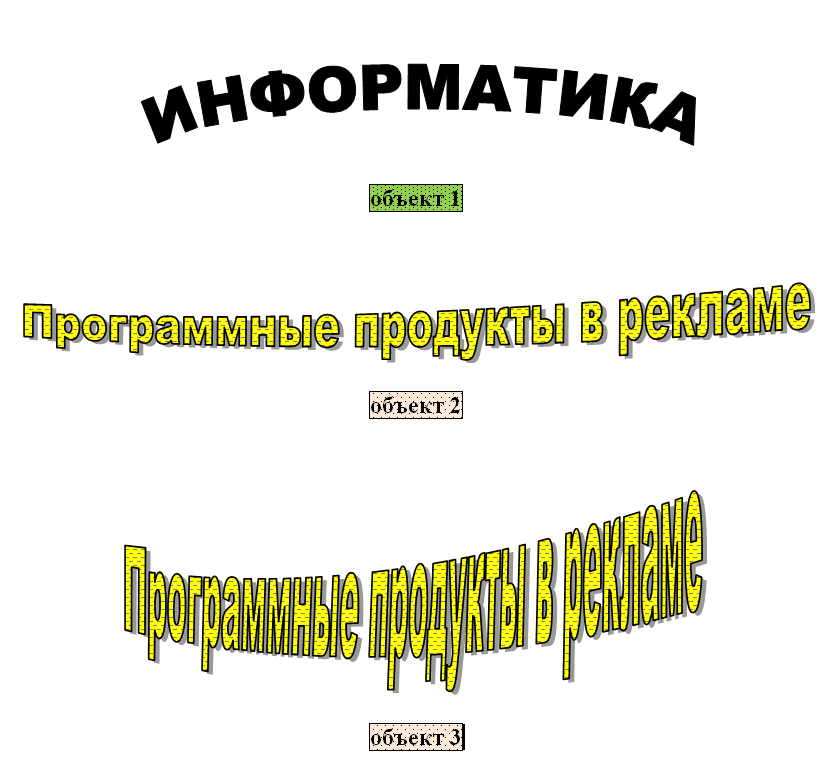 ИНФОРМАТИКА
объект 1
Программные продукты в рекламе
объект 2
Программные продукты в рекламе
объект 3